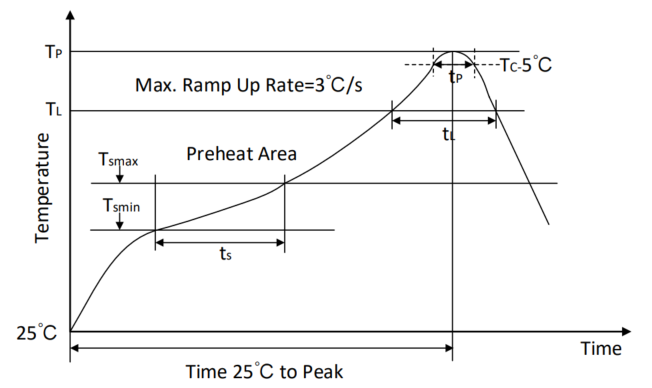 TP
TC-5°C
tP
Max. Ramp Up Rate=3°C/s
TL
tL
Preheat Area
Tsmax
Tsmin
Temperature
ts
25°C
Time
Time 25°C to Peak